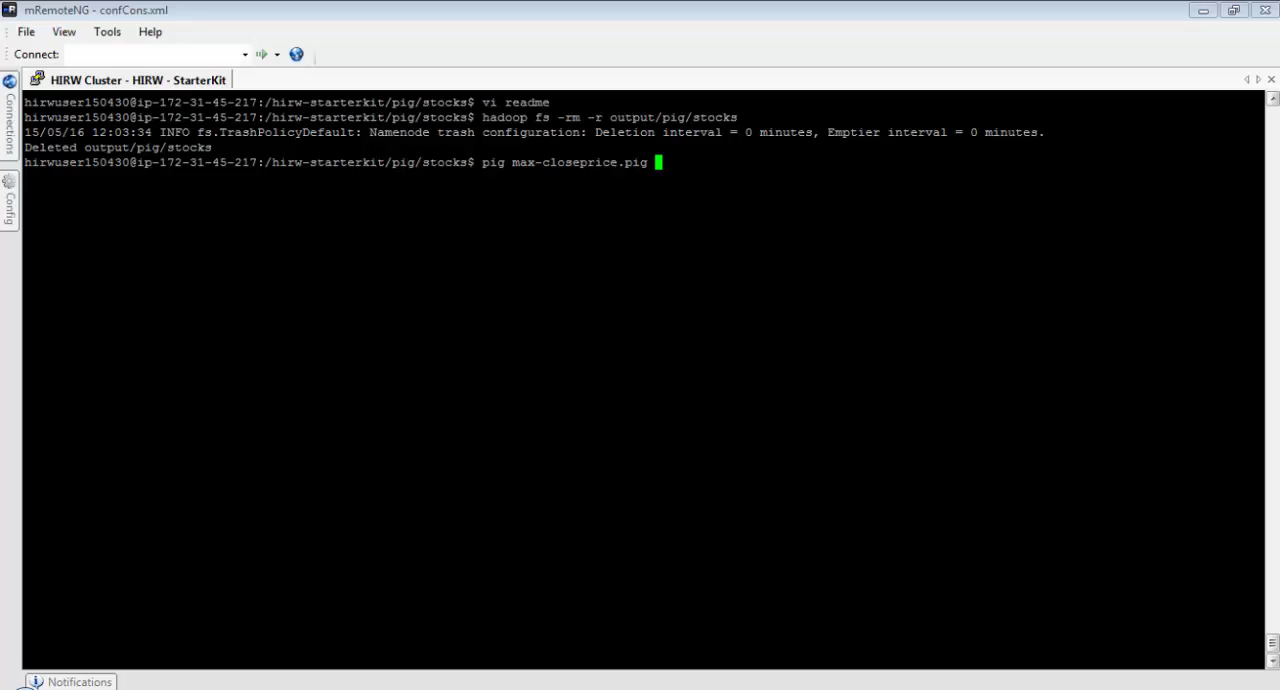 mRemoteNG - confCons.xml
File View Tools Help
Connect:
HIRW Cluster - HIRW - StarterKit
Connections
Config
hirwuser150430@ip-172-31-45-217:/hirw-starterkit/pig/stocks$ vi readme
hirwuser150430@ip-172-31-45-217:/hirw-starterkit/pig/stocks$ hadoop fs -rm -r output/pig/stocks
15/05/16 12:03:34 INFO fs.TrashPolicyDefault: Namenode trash configuration: Deletion interval = 0 minutes, Emptier interval = 0 minutes.
Deleted output/pig/stocks
hirwuser150430@ip-172-31-45-217:/hirw-starterkit/pig/stocks$ pig max-closeprice.pig
Notifications